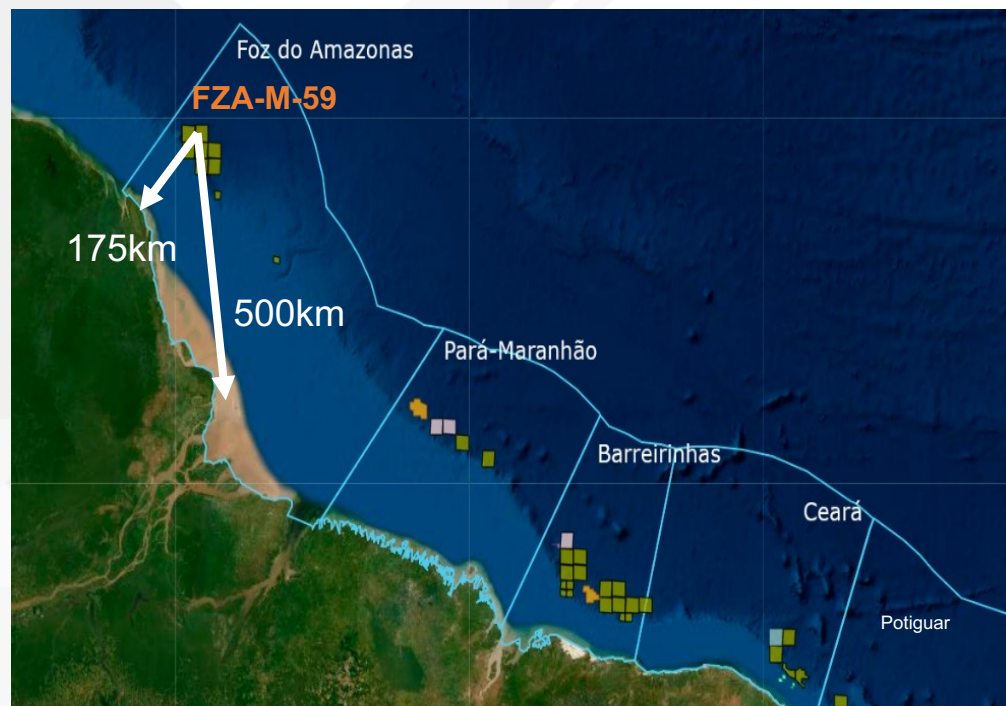 Foz do Amazonas
FZA-M-59
175km
500km
Pará-Maranhão
Barreirinhas
Ceará
Potiguar